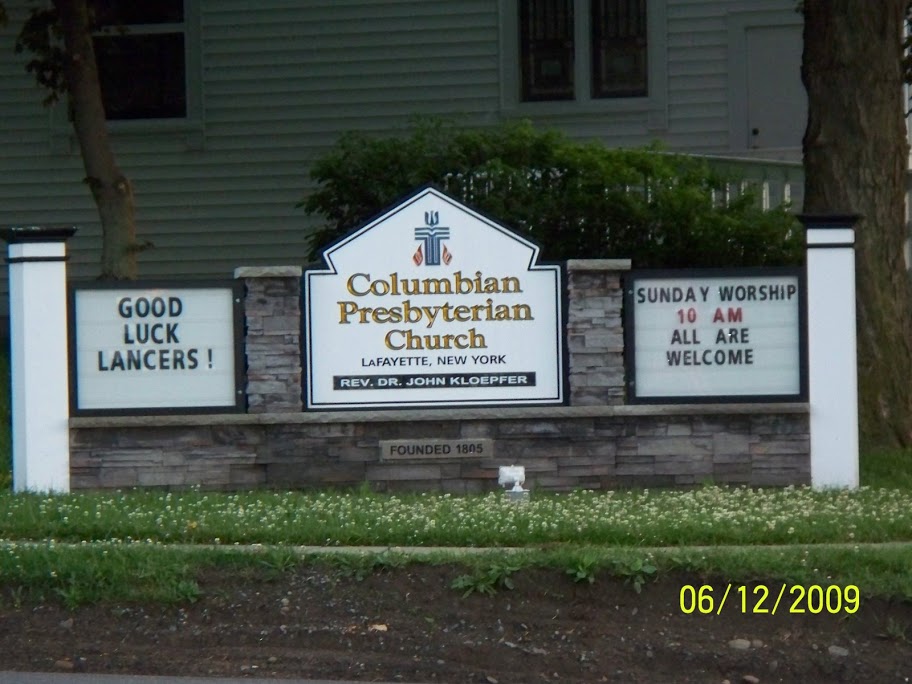 GOOD
LUCK
LANCERS !
Columbian
Presbyterian
Church
LAFAYETTE, NEW YORK
REV. DR. JOHN KLOEPFER
SUNDAY WORSHIP
10 AM
ALL ARE
WELCOME
FOUNDED 1805
06/12/2009